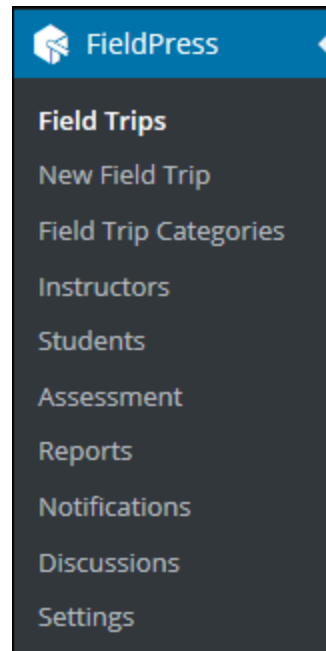 FieldPress
Field Trips
New Field Trip
Field Trip Categories
Instructors
Students
Assessment
Reports
Notifications
Discussions
Settings